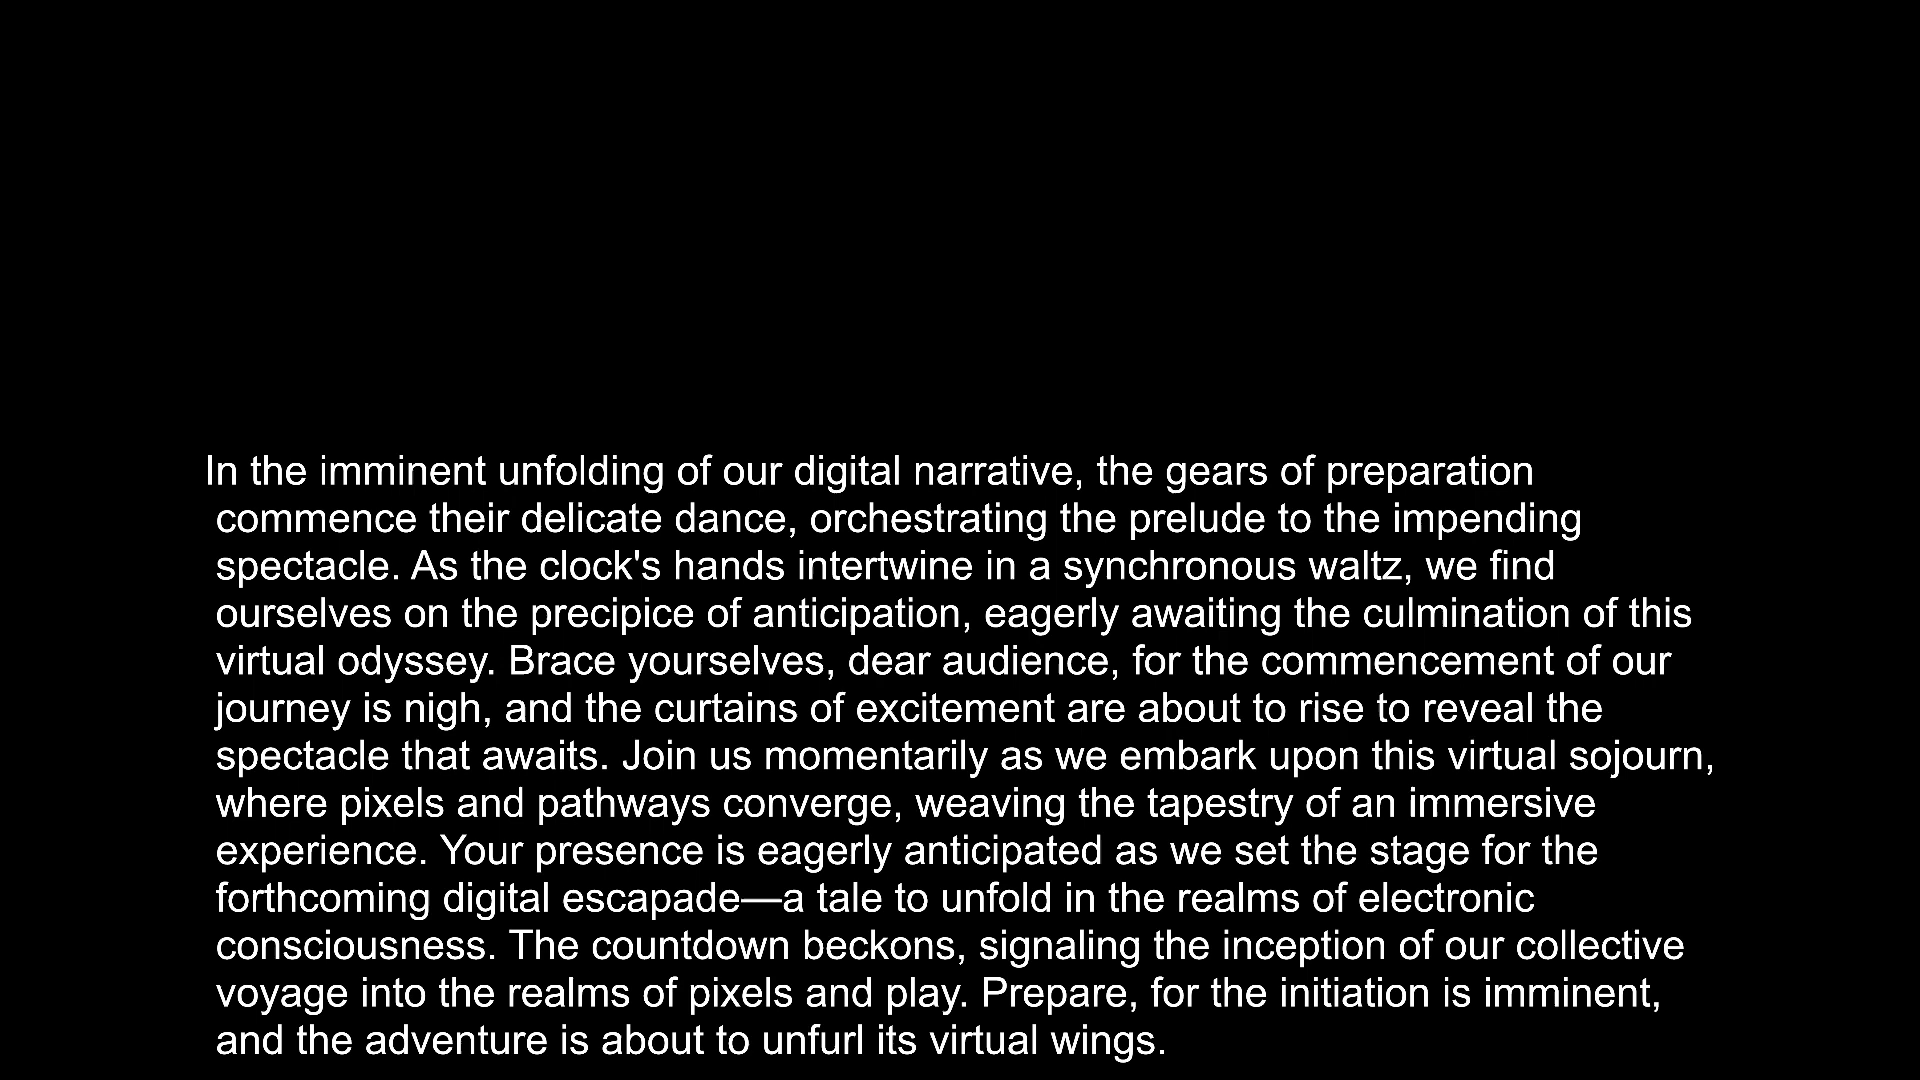 In the imminent unfolding of our digital narrative, the gears of preparation
commence their delicate dance, orchestrating the prelude to the impending
spectacle. As the clock's hands intertwine in a synchronous waltz, we find
ourselves on the precipice of anticipation, eagerly awaiting the culmination of this
virtual odyssey. Brace yourselves, dear audience, for the commencement of our
journey is nigh, and the curtains of excitement are about to rise to reveal the
spectacle that awaits. Join us momentarily as we embark upon this virtual sojourn,
where pixels and pathways converge, weaving the tapestry of an immersive
experience. Your presence is eagerly anticipated as we set the stage for the
forthcoming digital escapade—a tale to unfold in the realms of electronic
consciousness. The countdown beckons, signaling the inception of our collective
voyage into the realms of pixels and play. Prepare, for the initiation is imminent,
and the adventure is about to unfurl its virtual wings.